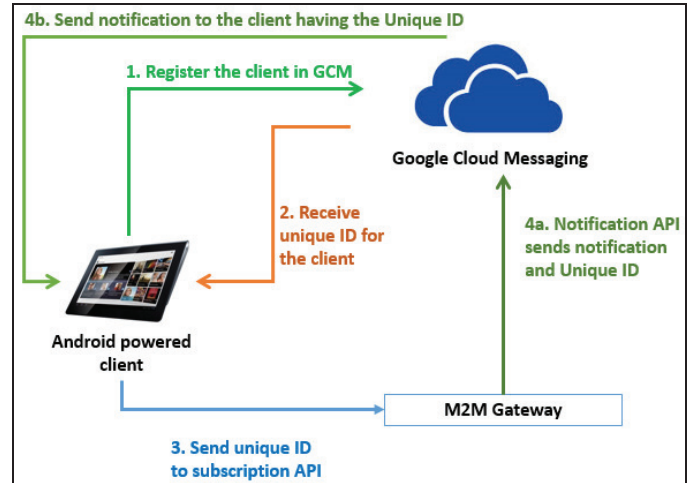 4b. Send notification to the client having the Unique ID
1. Register the client in GCM
Google Cloud Messaging
2. Receive
unique ID for
the client
4a. Notification API
sends notification
and Unique ID
Android powered
client
M2M Gateway
3. Send unique ID
to subscription API